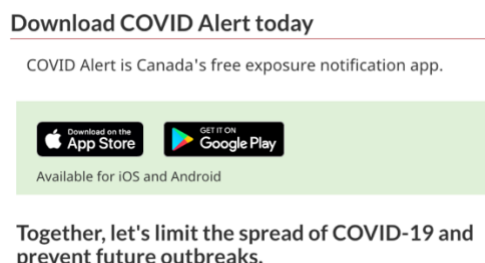 Download COVID Alert today
COVID Alert is Canada's free exposure notification app.
Download on the
App Store
GET IT ON
Google Play
Available for iOS and Android
Together, let's limit the spread of COVID-19 and
prevent future outbreaks.